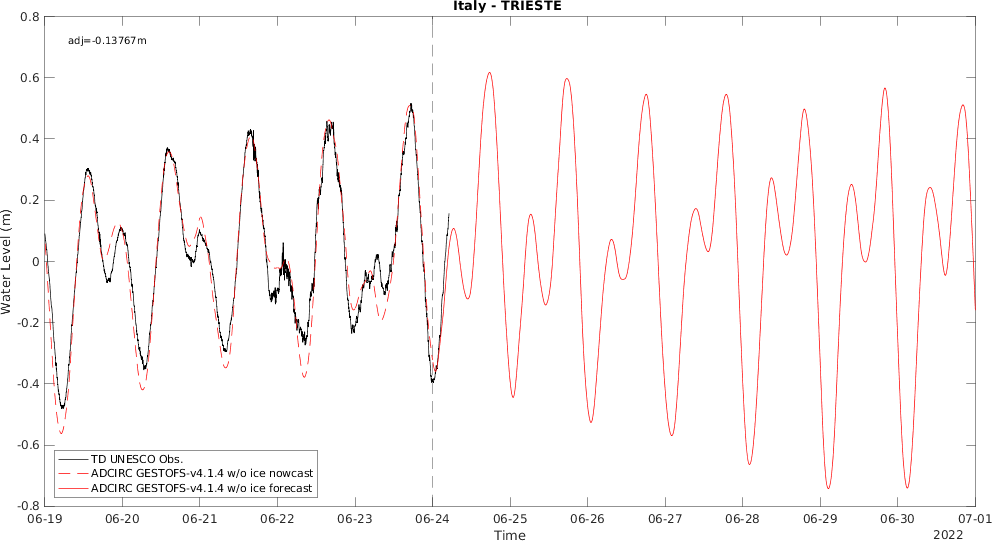 Italy - TRIESTE
adj=-0.13767m
0.8
0.6
0.4
0.2
0
-0.2
-0.4
-0.6
-0.8
Water Level (m)
TD UNESCO Obs.
ADCIRC GESTOFS-v4.1.4 w/o ice nowcast
ADCIRC GESTOFS-v4.1.4 w/o ice forecast
06-19 06-20 06-21 06-22 06-23 06-24 06-25 06-26 06-27 06-28 06-29 06-30 07-01
Time
2022